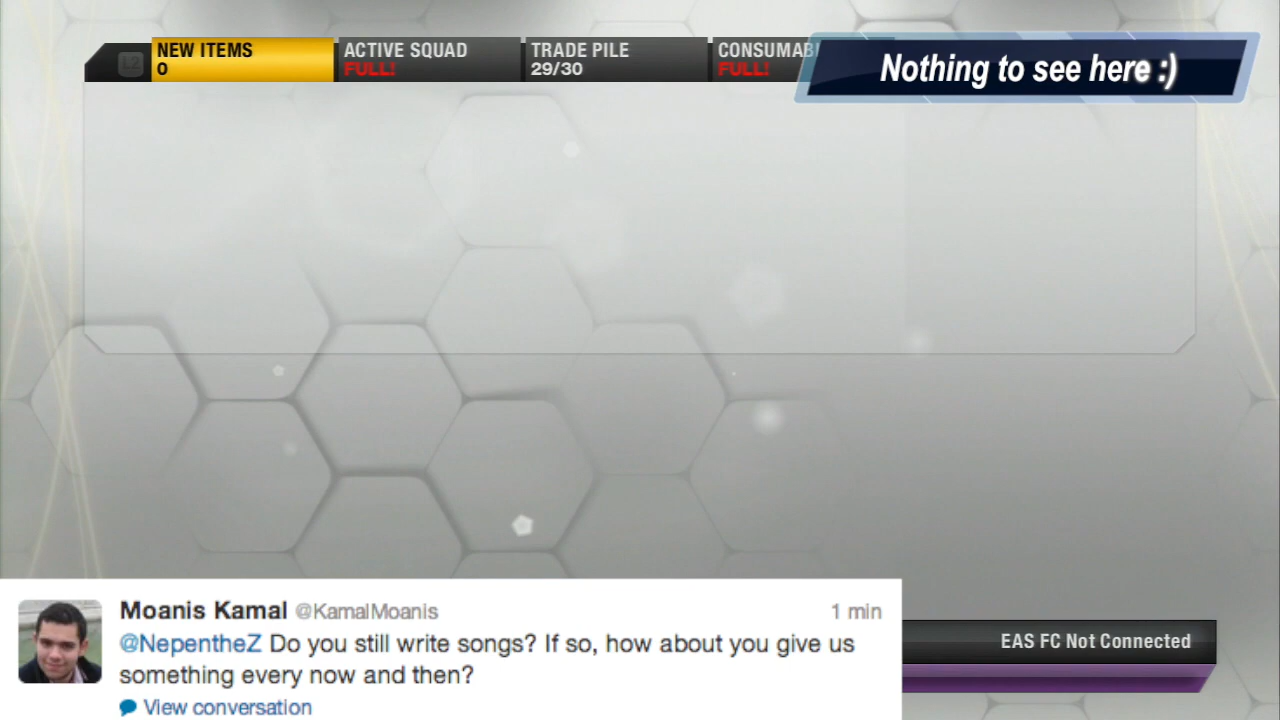 L2
NEW ITEMS
0
ACTIVE SQUAD
FULL!
TRADE PILE
29/30
CONSUMAB
FULL!
Nothing to see here :)
Moanis Kamal @KamalMoanis 1 min
@NepentheZ Do you still write songs? If so, how about you give us
something every now and then?
View conversation
EAS FC Not Connected